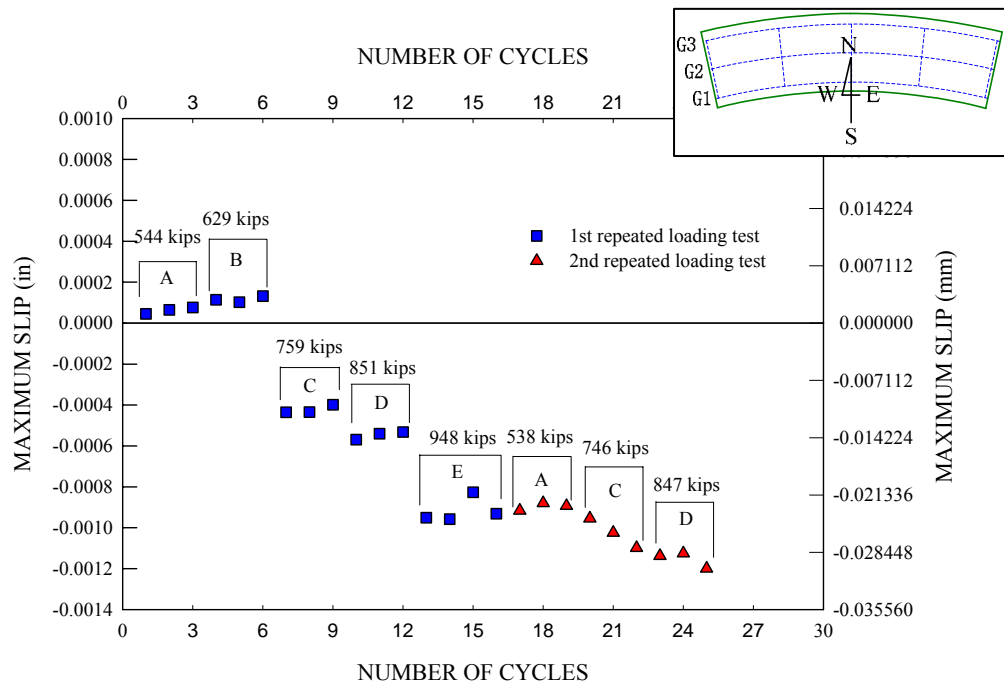 NUMBER OF CYCLES
0 3 6 9 12 15 18 21
G3
G2
G1
N
W E
S
MAXIMUM SLIP (in)
0.0010
0.0008
0.0006
0.0004
0.0002
0.0000
-0.0002
-0.0004
-0.0006
-0.0008
-0.0010
-0.0012
-0.0014
544 kips
A
629 kips
B
759 kips
C
851 kips
D
948 kips
E
538 kips
A
746 kips
C
847 kips
D
1st repeated loading test
2nd repeated loading test
0.014224
0.007112
0.000000
-0.007112
-0.014224
-0.021336
-0.028448
-0.035560
MAXIMUM SLIP (mm)
0 3 6 9 12 15 18 21 24 27 30
NUMBER OF CYCLES